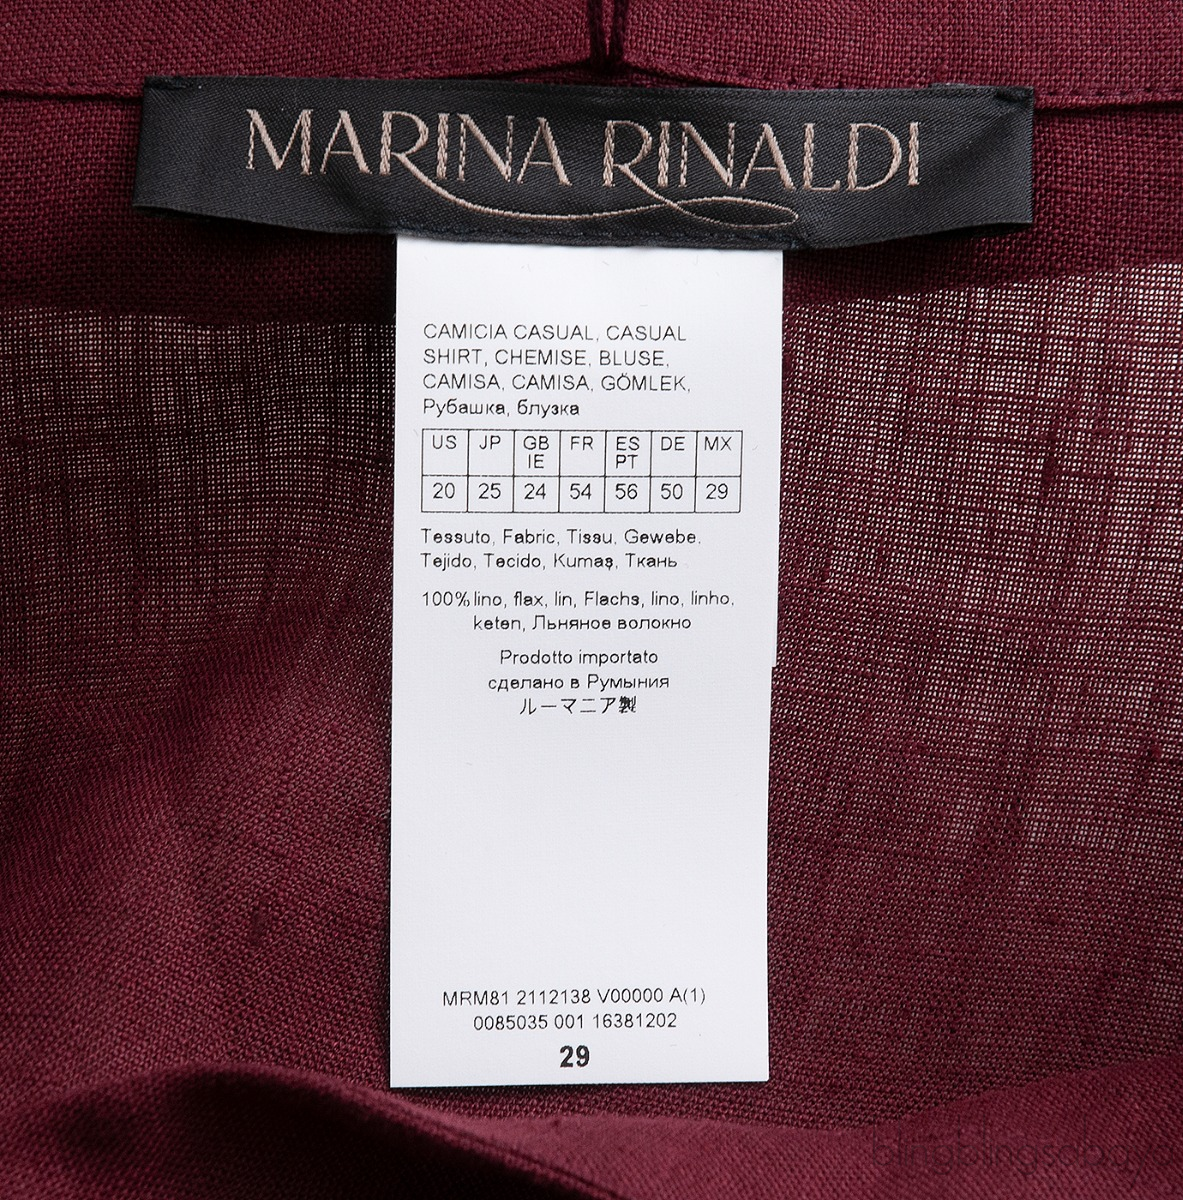 MARINA RINALDI
CAMICIA CASUAL, CASUAL
SHIRT, CHEMISE, BLUSE,
CAMISA, CAMISA, GÖMLEK,
Рубашка, блузка
US JP GB IE FR ES PT DE MX
20 25 24 54 56 50 29
Tessuto, Fabric, Tissu, Gewebe,
Tejido, Tecido, Kumaş, Ткань
100% lino, flax, lin, Flachs, lino, linho,
keten, Льняное волокно
Prodotto importato
сделано в Румыния
ルーマニア製
MRM81 2112138 V00000 A(1)
0085035 001 16381202
29